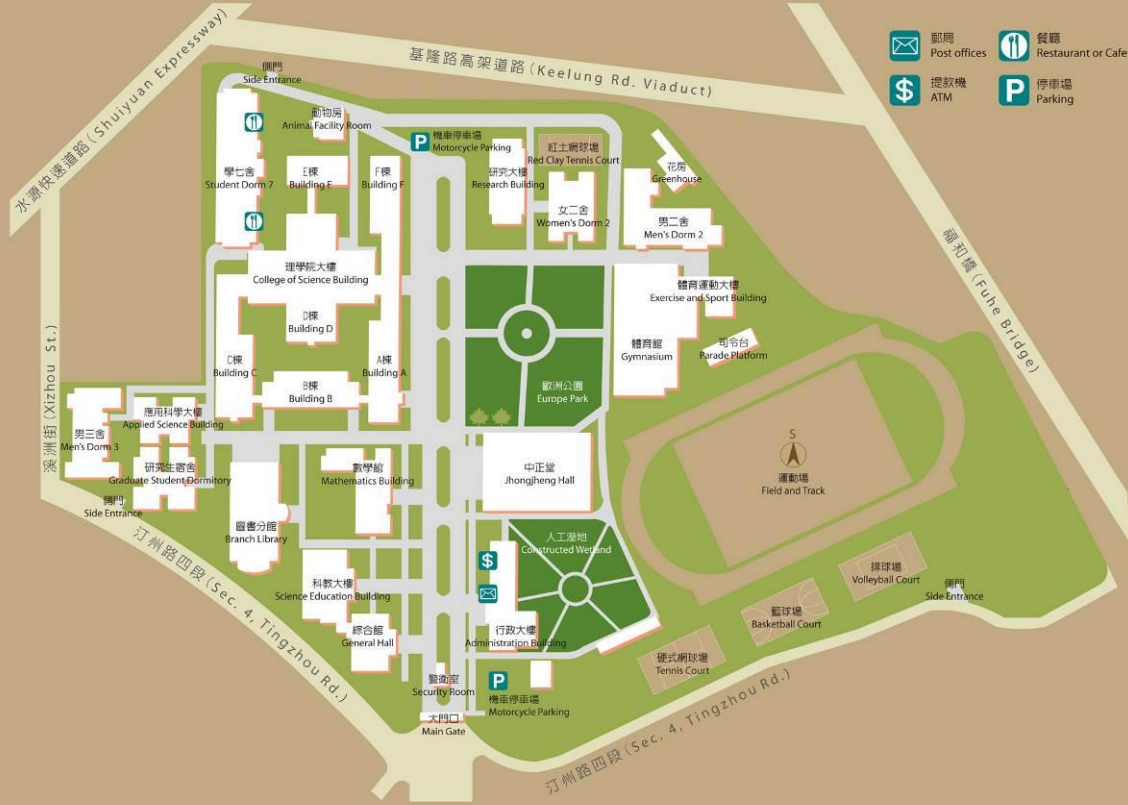 郵局
Post offices
餐廳
Restaurant or Cafe
提款機
ATM
停車場
Parking
水源快速道路 (Shuiyuan Expressway)
基隆路高架道路 (Keelung Rd. Viaduct)
福和橋 (Fuhe Bridge)
溪洲街 (Xizhou St.)
汀州路四段 (Sec. 4, Tingzhou Rd.)
汀州路四段 (Sec. 4, Tingzhou Rd.)
側門
Side Entrance
動物房
Animal Facility Room
P
機車停車場
Motorcycle Parking
學七舍
Student Dorm 7
E棟
Building E
F棟
Building F
研究大樓
Research Building
紅土網球場
Red Clay Tennis Court
女二舍
Women's Dorm 2
花房
Greenhouse
男二舍
Men's Dorm 2
理學院大樓
College of Science Building
體育運動大樓
Exercise and Sport Building
D棟
Building D
C棟
Building C
A棟
Building A
B棟
Building B
體育館
Gymnasium
司令台
Parade Platform
歐洲公園
Europe Park
男三舍
Men's Dorm 3
應用科學大樓
Applied Science Building
研究生宿舍
Graduate Student Dormitory
側門
Side Entrance
數學館
Mathematics Building
中正堂
Jhongjheng Hall
S
運動場
Field and Track
圖書分館
Branch Library
人工溼地
Constructed Wetland
$
科教大樓
Science Education Building
綜合館
General Hall
行政大樓
Administration Building
排球場
Volleyball Court
籃球場
Basketball Court
硬式網球場
Tennis Court
側門
Side Entrance
警衛室
Security Room
P
機車停車場
Motorcycle Parking
大門口
Main Gate